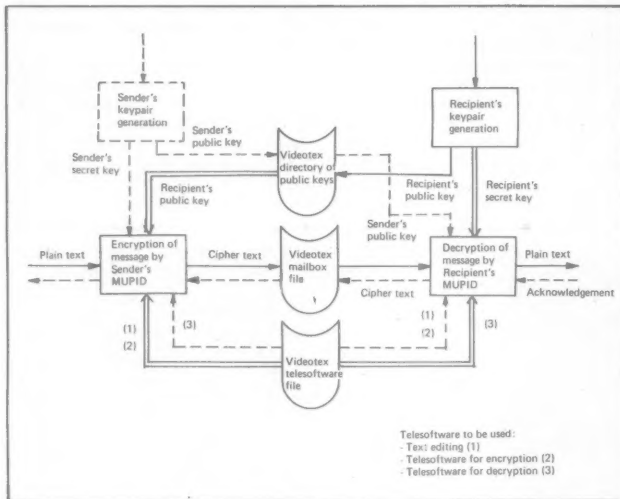 Sender's
keypair
generation
Recipient's
keypair
generation
Sender's
public key
Sender's
secret key
Videotex
directory of
public keys
Recipient's
public key
Recipient's
public key
Recipient's
secret key
Sender's
public key
Plain text
Encryption of
message by
Sender's
MUPID
Cipher text
Videotex
mailbox
file
Cipher text
Decryption of
message by
Recipient's
MUPID
Plain text
Acknowledgement
(1)
(2)
(3)
(1)
(2)
(3)
Videotex
telesoftware
file
Telesoftware to be used:
- Text editing (1)
- Telesoftware for encryption (2)
- Telesoftware for decryption (3)